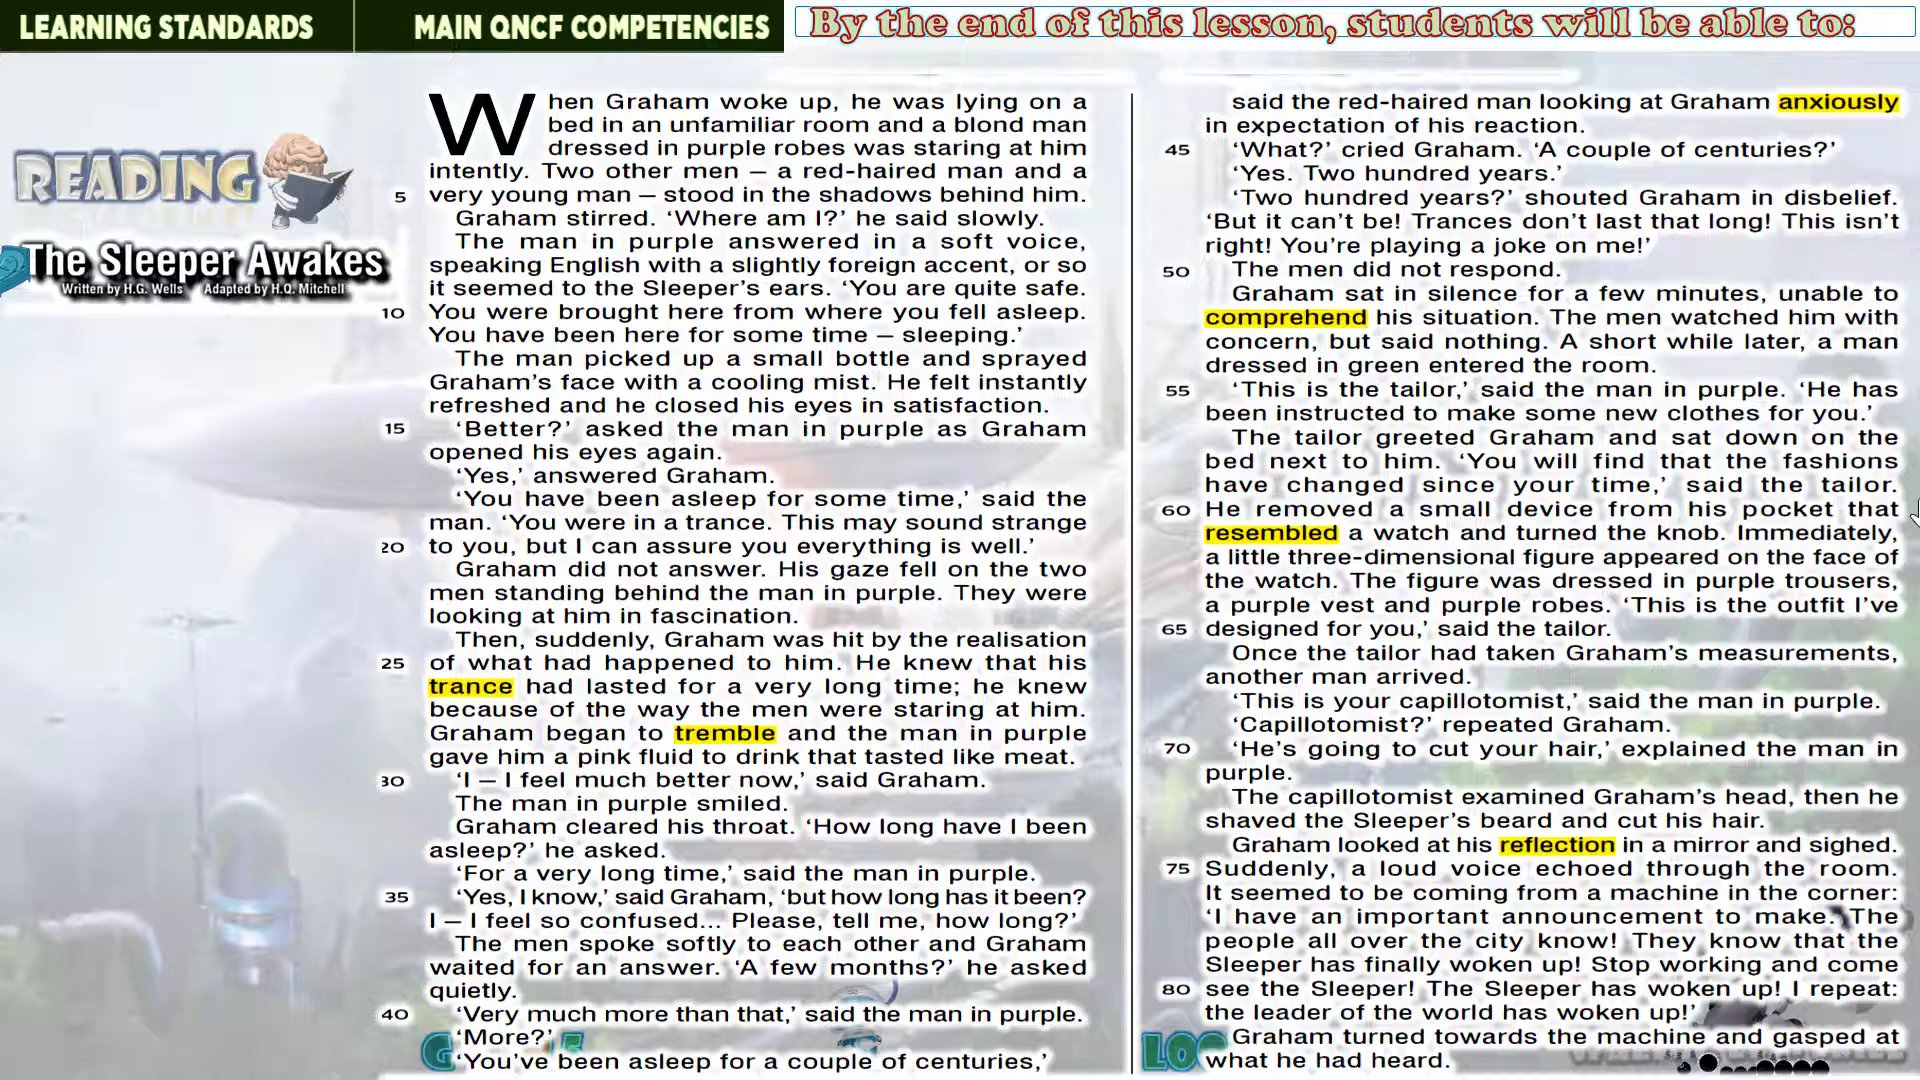 LEARNING STANDARDS
MAIN QNCF COMPETENCIES
By the end of this lesson, students will be able to:
READING
The Sleeper Awakes
Written by H.G. Wells Adapted by H.Q. Mitchell
When Graham woke up, he was lying on a
bed in an unfamiliar room and a blond man
dressed in purple robes was staring at him
intently. Two other men – a red-haired man and a
5 very young man – stood in the shadows behind him.
Graham stirred. ‘Where am I?’ he said slowly.
The man in purple answered in a soft voice,
speaking English with a slightly foreign accent, or so
it seemed to the Sleeper’s ears. ‘You are quite safe.
10 You were brought here from where you fell asleep.
You have been here for some time – sleeping.’
The man picked up a small bottle and sprayed
Graham’s face with a cooling mist. He felt instantly
refreshed and he closed his eyes in satisfaction.
15 ‘Better?’ asked the man in purple as Graham
opened his eyes again.
‘Yes,’ answered Graham.
‘You have been asleep for some time,’ said the
man. ‘You were in a trance. This may sound strange
20 to you, but I can assure you everything is well.’
Graham did not answer. His gaze fell on the two
men standing behind the man in purple. They were
looking at him in fascination.
Then, suddenly, Graham was hit by the realisation
25 of what had happened to him. He knew that his
trance had lasted for a very long time; he knew
because of the way the men were staring at him.
Graham began to tremble and the man in purple
gave him a pink fluid to drink that tasted like meat.
30 ‘I – I feel much better now,’ said Graham.
The man in purple smiled.
Graham cleared his throat. ‘How long have I been
asleep?’ he asked.
‘For a very long time,’ said the man in purple.
35 ‘Yes, I know,’ said Graham, ‘but how long has it been?
I – I feel so confused... Please, tell me, how long?’
The men spoke softly to each other and Graham
waited for an answer. ‘A few months?’ he asked
quietly.
40 ‘Very much more than that,’ said the man in purple.
‘More?’
‘You’ve been asleep for a couple of centuries,’
said the red-haired man looking at Graham anxiously
in expectation of his reaction.
45 ‘What?’ cried Graham. ‘A couple of centuries?’
‘Yes. Two hundred years.’
‘Two hundred years?’ shouted Graham in disbelief.
‘But it can’t be! Trances don’t last that long! This isn’t
right! You’re playing a joke on me!’
50 The men did not respond.
Graham sat in silence for a few minutes, unable to
comprehend his situation. The men watched him with
concern, but said nothing. A short while later, a man
dressed in green entered the room.
55 ‘This is the tailor,’ said the man in purple. ‘He has
been instructed to make some new clothes for you.’
The tailor greeted Graham and sat down on the
bed next to him. ‘You will find that the fashions
have changed since your time,’ said the tailor.
60 He removed a small device from his pocket that
resembled a watch and turned the knob. Immediately,
a little three-dimensional figure appeared on the face of
the watch. The figure was dressed in purple trousers,
a purple vest and purple robes. ‘This is the outfit I’ve
65 designed for you,’ said the tailor.
Once the tailor had taken Graham’s measurements,
another man arrived.
‘This is your capillotomist,’ said the man in purple.
‘Capillotomist?’ repeated Graham.
70 ‘He’s going to cut your hair,’ explained the man in
purple.
The capillotomist examined Graham’s head, then he
shaved the Sleeper’s beard and cut his hair.
Graham looked at his reflection in a mirror and sighed.
75 Suddenly, a loud voice echoed through the room.
It seemed to be coming from a machine in the corner:
‘I have an important announcement to make. The
people all over the city know! They know that the
Sleeper has finally woken up! Stop working and come
80 see the Sleeper! The Sleeper has woken up! I repeat:
the leader of the world has woken up!’
Graham turned towards the machine and gasped at
what he had heard.